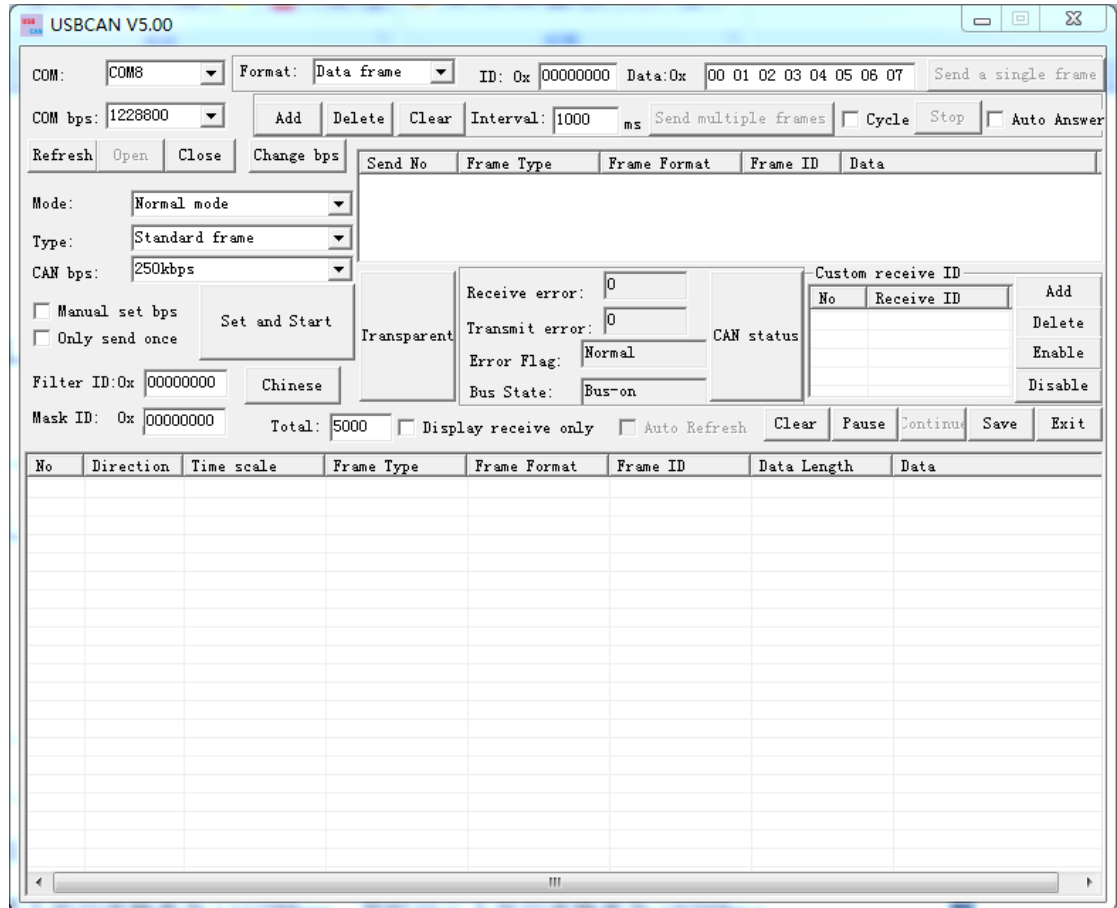 USB CAN USBCAN V5.00
COM: COM8 Format: Data frame ID: 0x 00000000 Data:0x 00 01 02 03 04 05 06 07 Send a single frame
COM bps: 1228800 Add Delete Clear Interval: 1000 ms Send multiple frames Cycle Stop Auto Answer
Refresh Open Close Change bps
Send No Frame Type Frame Format Frame ID Data
Mode: Normal mode
Type: Standard frame
CAN bps: 250kbps
Manual set bps
Only send once
Set and Start
Filter ID:0x 00000000 Chinese
Mask ID: 0x 00000000
Transparent
Receive error: 0
Transmit error: 0
Error Flag: Normal
Bus State: Bus-on
CAN status
Custom receive ID
No Receive ID
Add
Delete
Enable
Disable
Total: 5000 Display receive only Auto Refresh Clear Pause Continue Save Exit
No Direction Time scale Frame Type Frame Format Frame ID Data Length Data